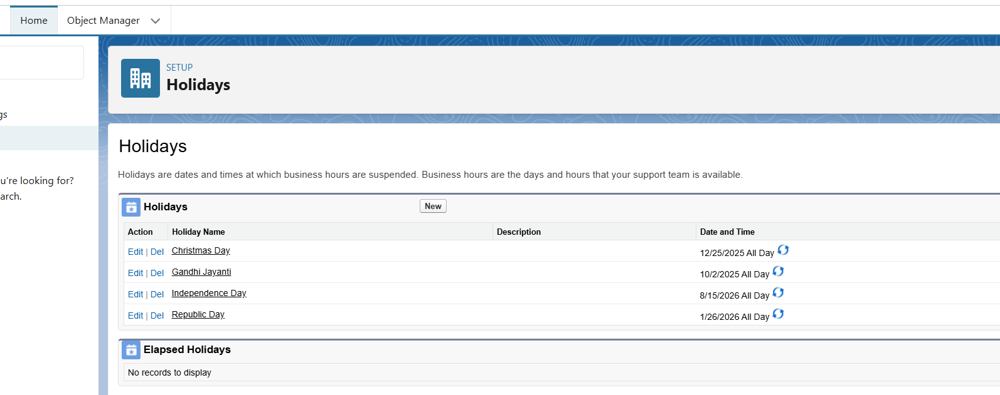 Home Object Manager
SETUP
Holidays
gs
u're looking for?
arch.
Holidays
Holidays are dates and times at which business hours are suspended. Business hours are the days and hours that your support team is available.
Holidays New
Action Holiday Name Description Date and Time
Edit | Del Christmas Day 12/25/2025 All Day
Edit | Del Gandhi Jayanti 10/2/2025 All Day
Edit | Del Independence Day 8/15/2026 All Day
Edit | Del Republic Day 1/26/2026 All Day
Elapsed Holidays
No records to display